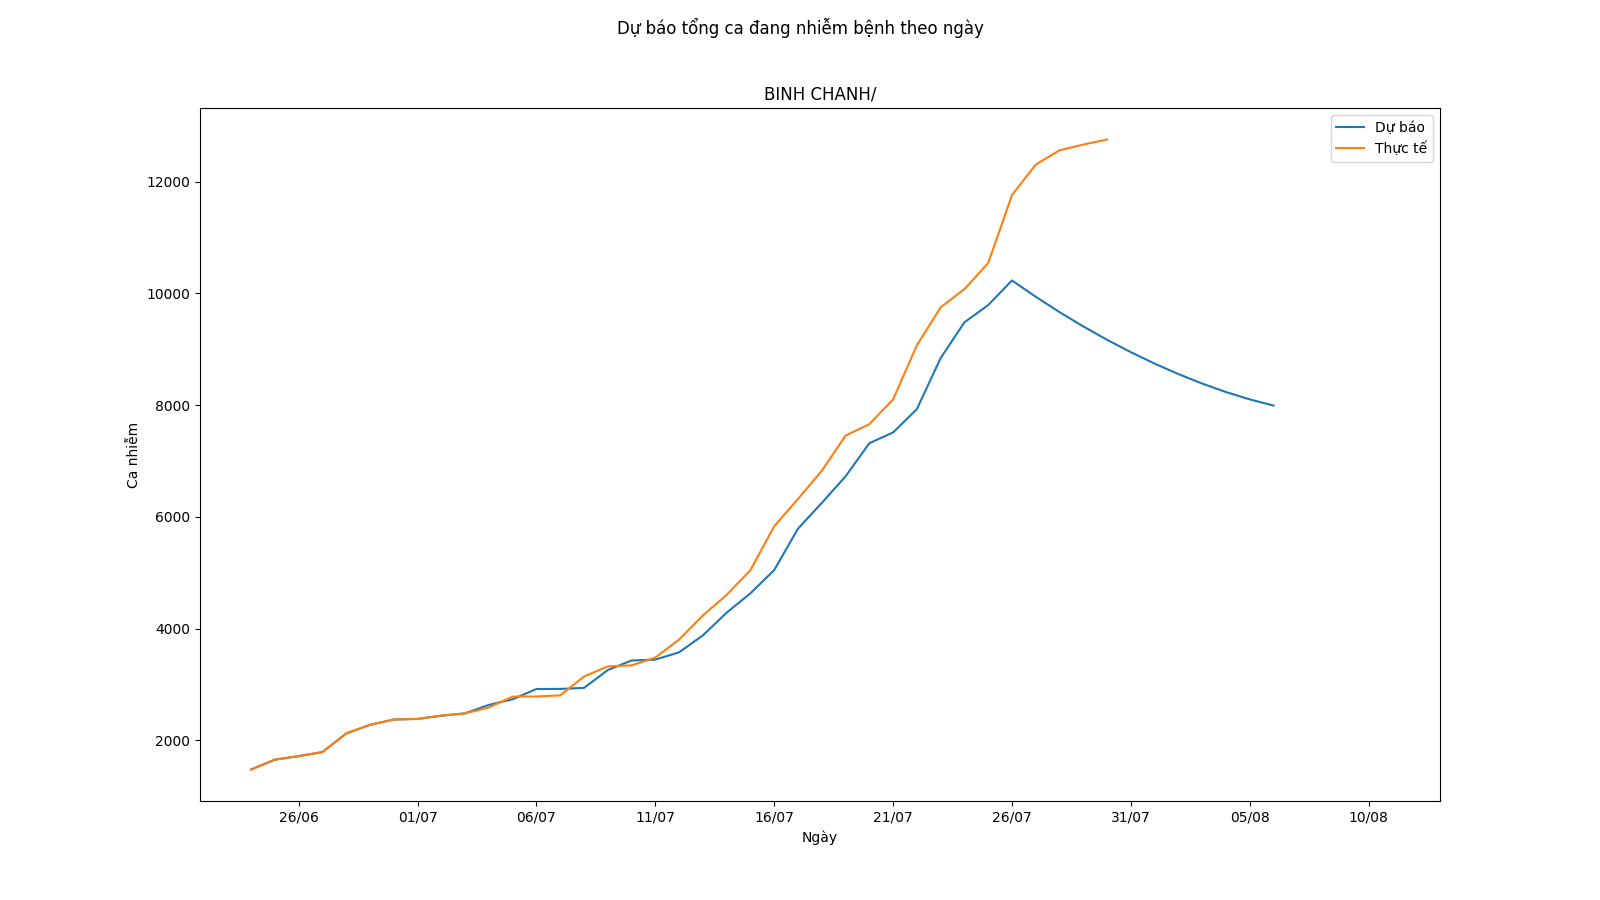 Dự báo tổng ca đang nhiễm bệnh theo ngày
BINH CHANH/
Dự báo
Thực tế
12000
10000
8000
6000
4000
2000
Ca nhiễm
26/06
01/07
06/07
11/07
16/07
21/07
26/07
31/07
05/08
10/08
Ngày